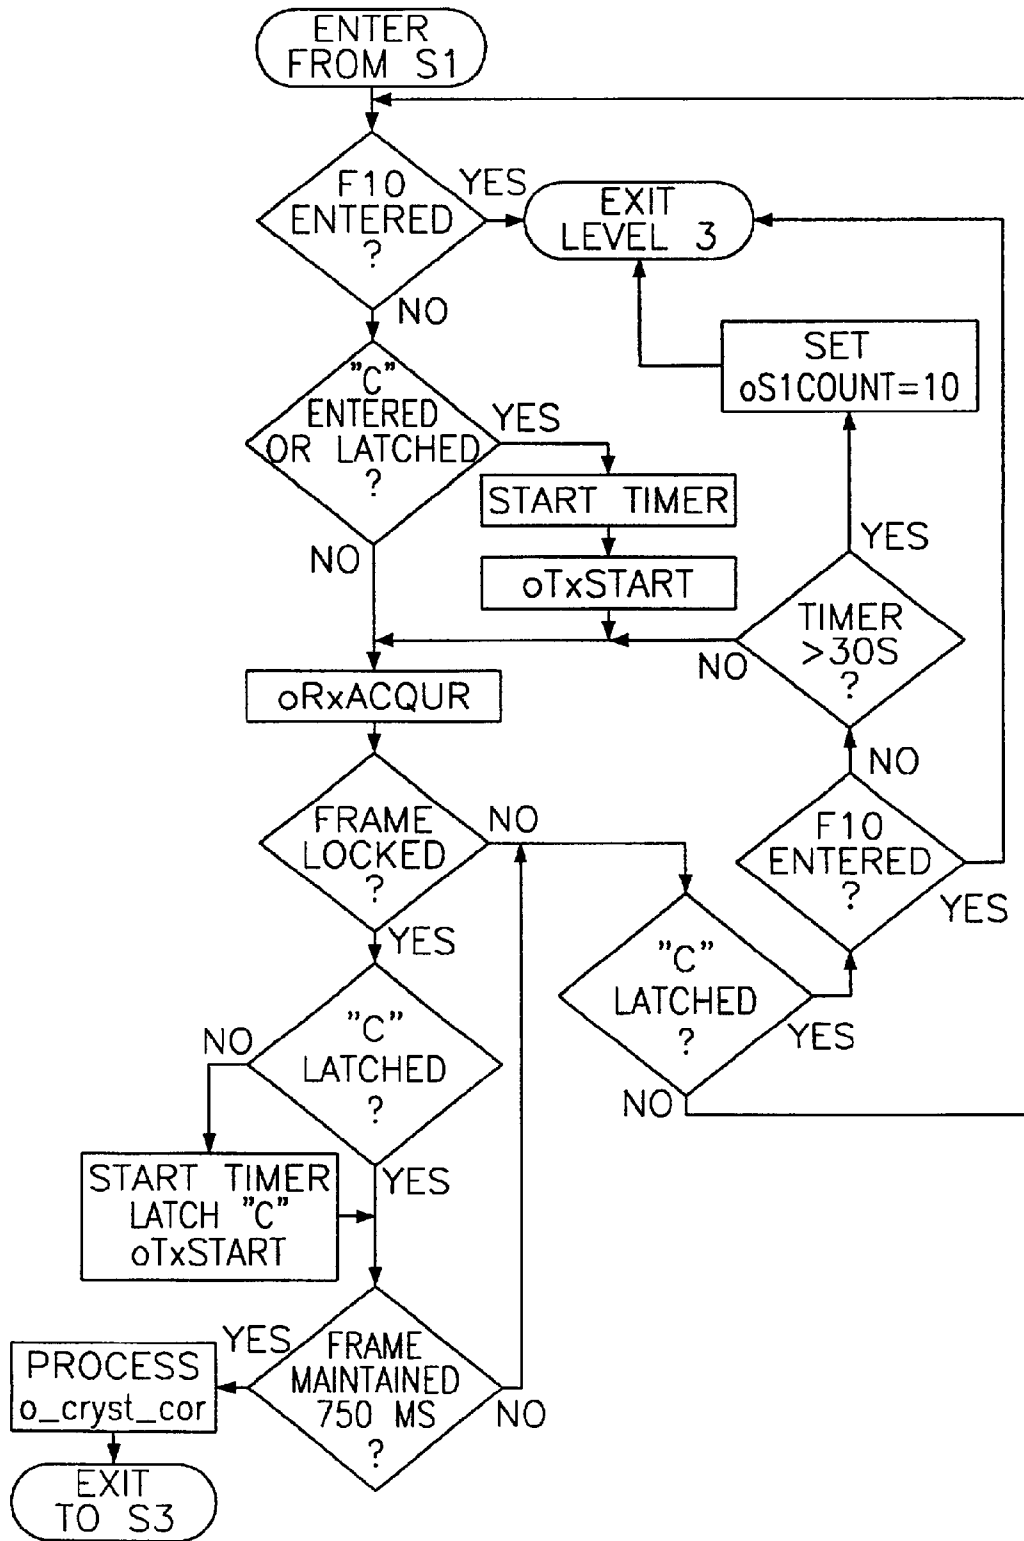 ENTER
FROM S1
F10
ENTERED
?
YES
EXIT
LEVEL 3
NO
"C"
ENTERED
OR LATCHED
?
YES
SET
oS1COUNT=10
START TIMER
NO
YES
oTxSTART
TIMER
>30S
?
NO
oRxACQUR
NO
FRAME
LOCKED
?
NO
F10
ENTERED
?
YES
YES
"C"
LATCHED
?
YES
NO
"C"
LATCHED
?
NO
YES
START TIMER
LATCH "C"
oTxSTART
YES
FRAME
MAINTAINED
750 MS
?
NO
PROCESS
o_cryst_cor
EXIT
TO S3